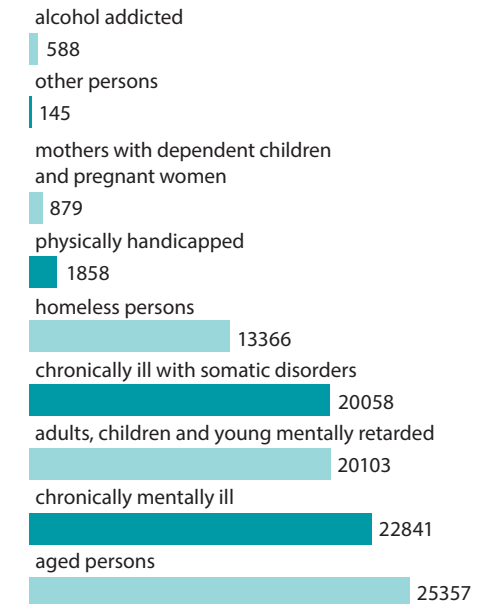 alcohol addicted
588
other persons
145
mothers with dependent children
and pregnant women
879
physically handicapped
1858
homeless persons
13366
chronically ill with somatic disorders
20058
adults, children and young mentally retarded
20103
chronically mentally ill
22841
aged persons
25357